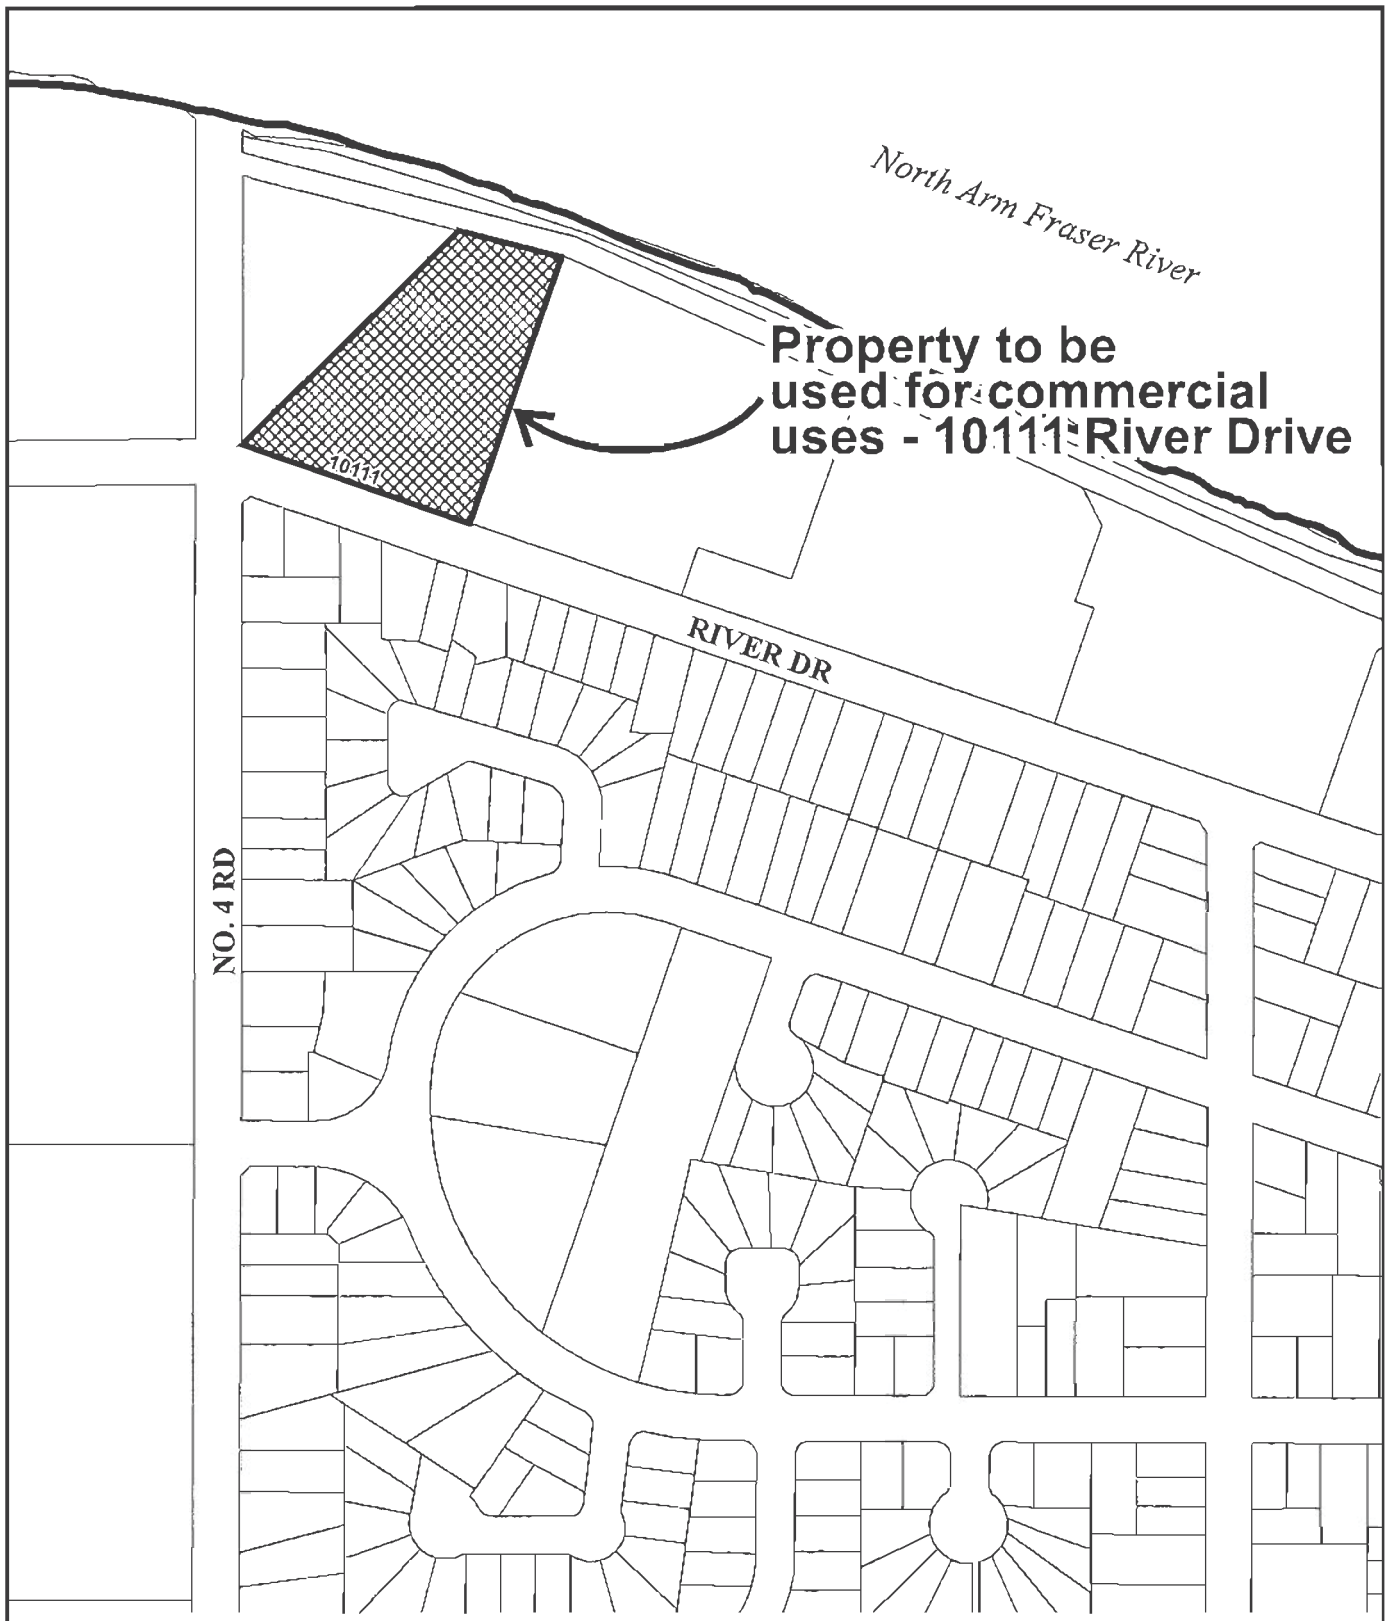 North Arm Fraser River
Property to be
used for commercial
uses - 10111 River Drive
10111
RIVER DR
NO. 4 RD